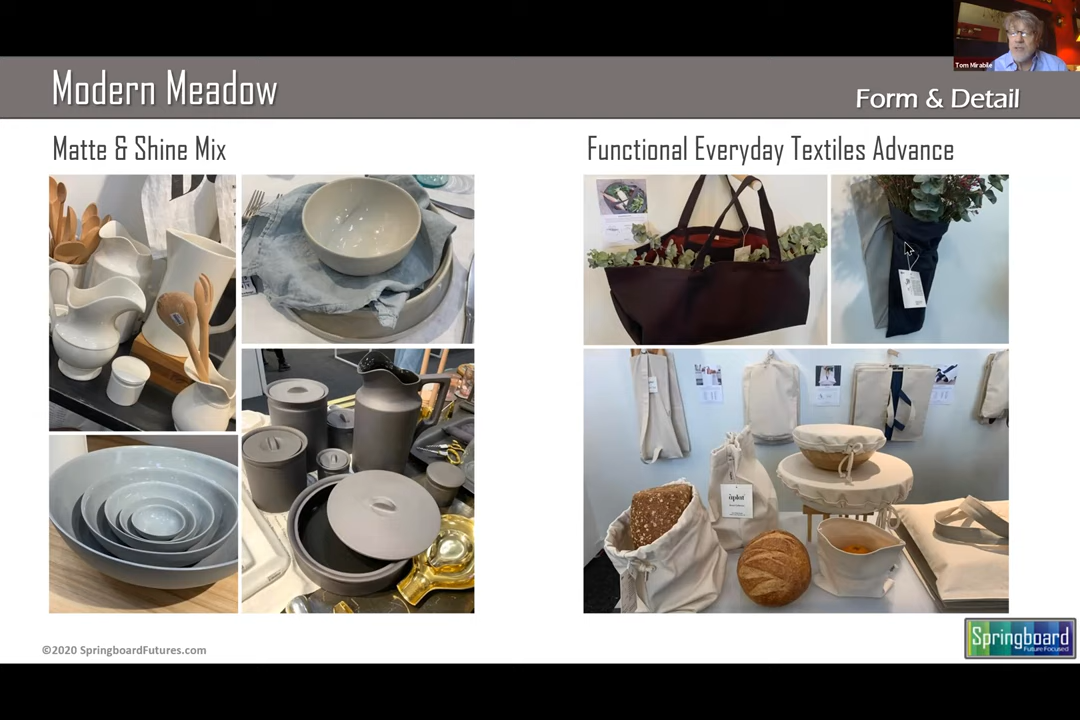 Tom Mirabile
Modern Meadow
Form & Detail
Matte & Shine Mix
Functional Everyday Textiles Advance
āplat
©2020 SpringboardFutures.com
Springboard
Future Focused